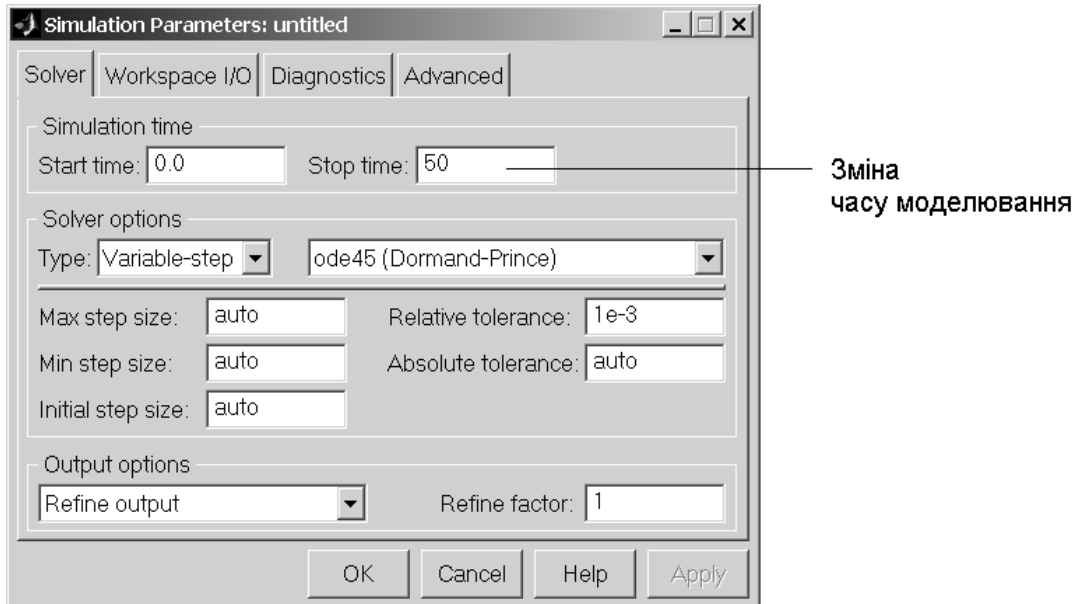 Simulation Parameters: untitled
Solver Workspace I/O Diagnostics Advanced
Simulation time
Start time: 0.0 Stop time: 50
Зміна
часу моделювання
Solver options
Type: Variable-step ode45 (Dormand-Prince)
Max step size: auto Relative tolerance: 1e-3
Min step size: auto Absolute tolerance: auto
Initial step size: auto
Output options
Refine output Refine factor: 1
OK Cancel Help Apply